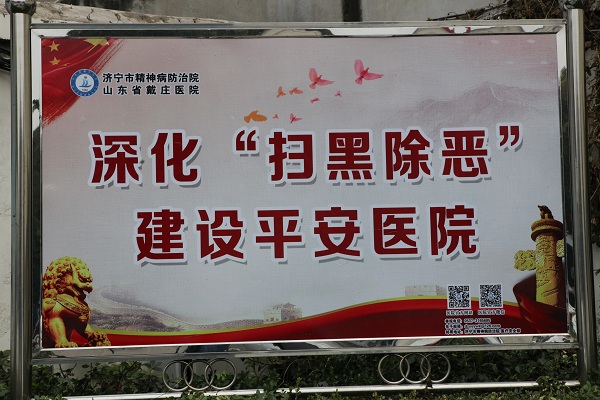 济宁市精神病防治院
山东省戴庄医院
深化“扫黑除恶”
建设平安医院